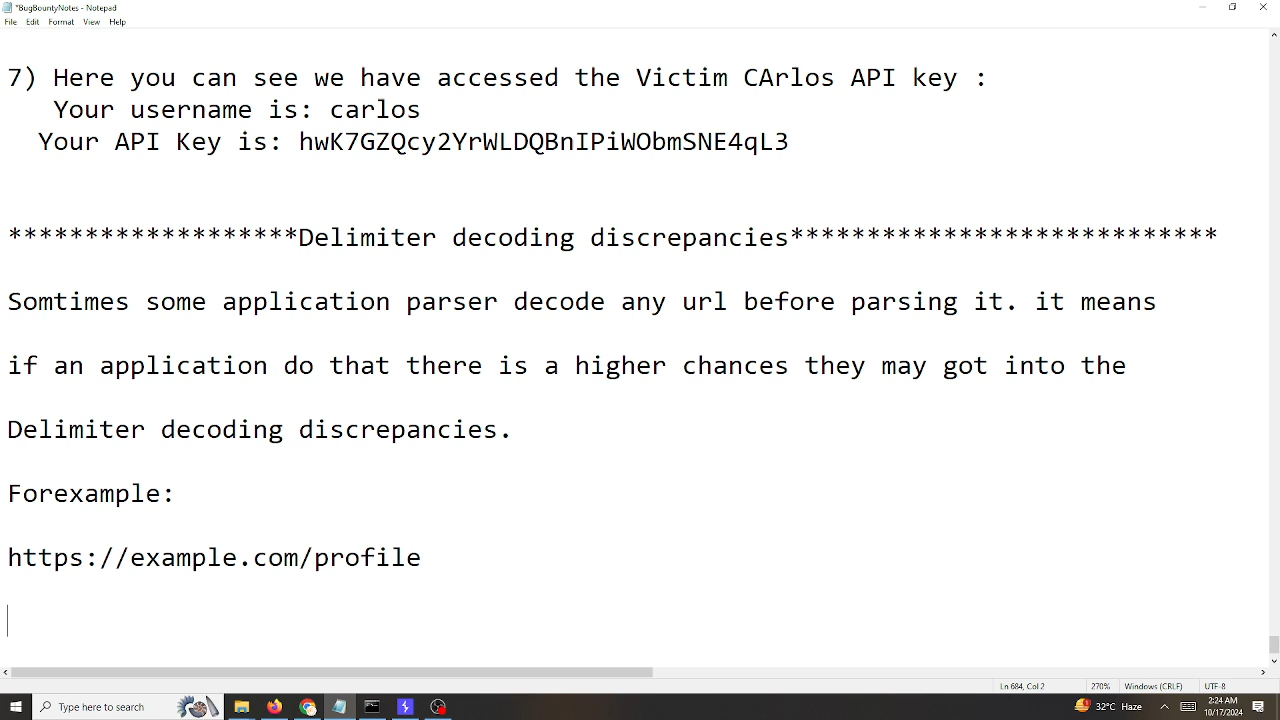 *BugBountyNotes - Notepad
File Edit Format View Help
7) Here you can see we have accessed the Victim CArlos API key :
Your username is: carlos
Your API Key is: hwK7GZQcy2YrWLDQBnIPiWObmSNE4qL3
*******************Delimiter decoding discrepancies****************************
Somtimes some application parser decode any url before parsing it. it means
if an application do that there is a higher chances they may got into the
Delimiter decoding discrepancies.
Forexample:
https://example.com/profile
Ln 684, Col 2
270%
Windows (CRLF)
UTF-8
Type here to search
32°C Haze
2:24 AM
10/17/2024